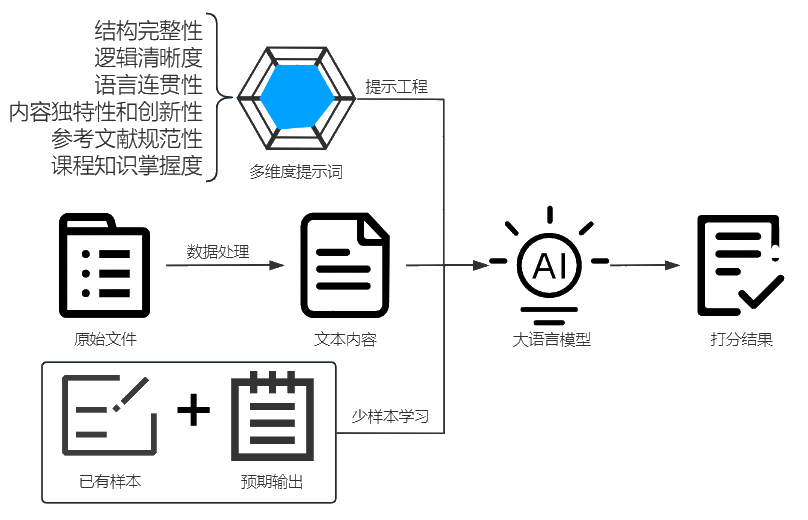 结构完整性
逻辑清晰度
语言连贯性
内容独特性和创新性
参考文献规范性
课程知识掌握度
提示工程
多维度提示词
数据处理
AI
原始文件
文本内容
大语言模型
打分结果
少样本学习
已有样本
预期输出